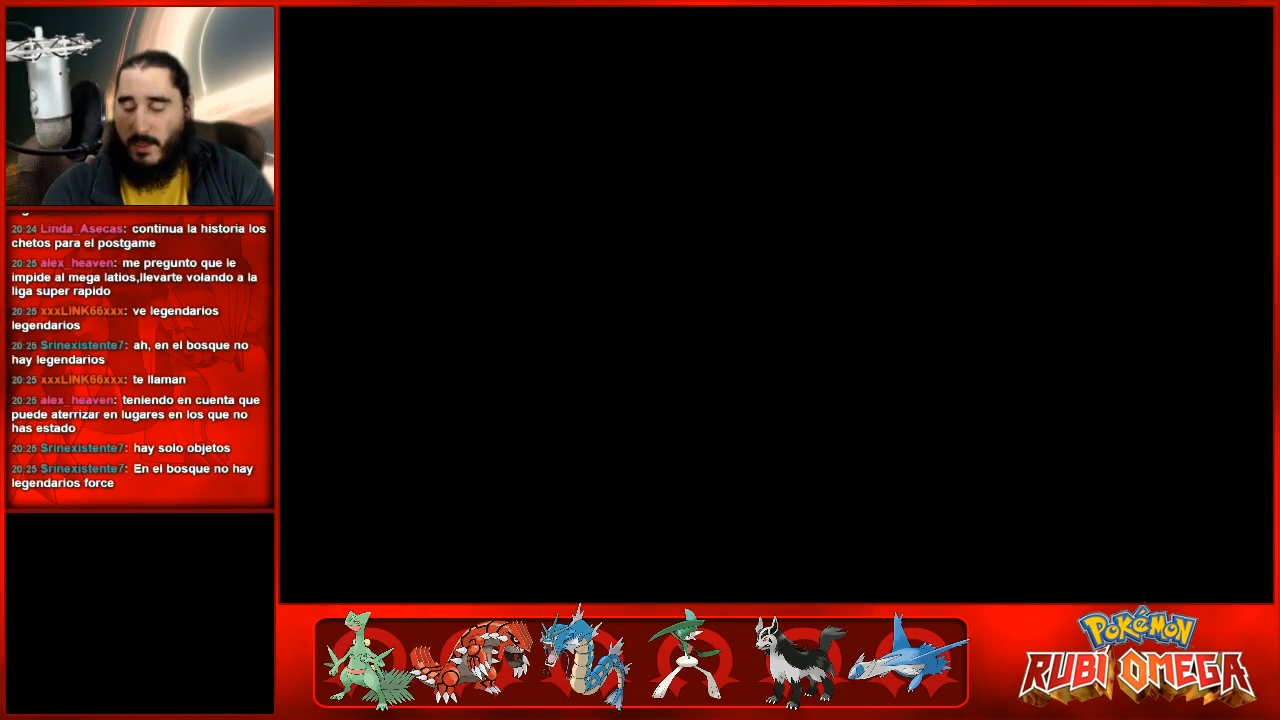 20:24 Linda_Asecas: continua la historia los
chetos para el postgame
20:25 alex_heaven: me pregunto que le
impide al mega latios,llevarte volando a la
liga super rapido
20:25 xxxLINK66xxx: ve legendarios
legendarios
20:25 Srinexistente7: ah, en el bosque no
hay legendarios
20:25 xxxLINK66xxx: te llaman
20:25 alex_heaven: teniendo en cuenta que
puede aterrizar en lugares en los que no
has estado
20:25 Srinexistente7: hay solo objetos
20:25 Srinexistente7: En el bosque no hay
legendarios force
POKÉMON
RUBI OMEGA